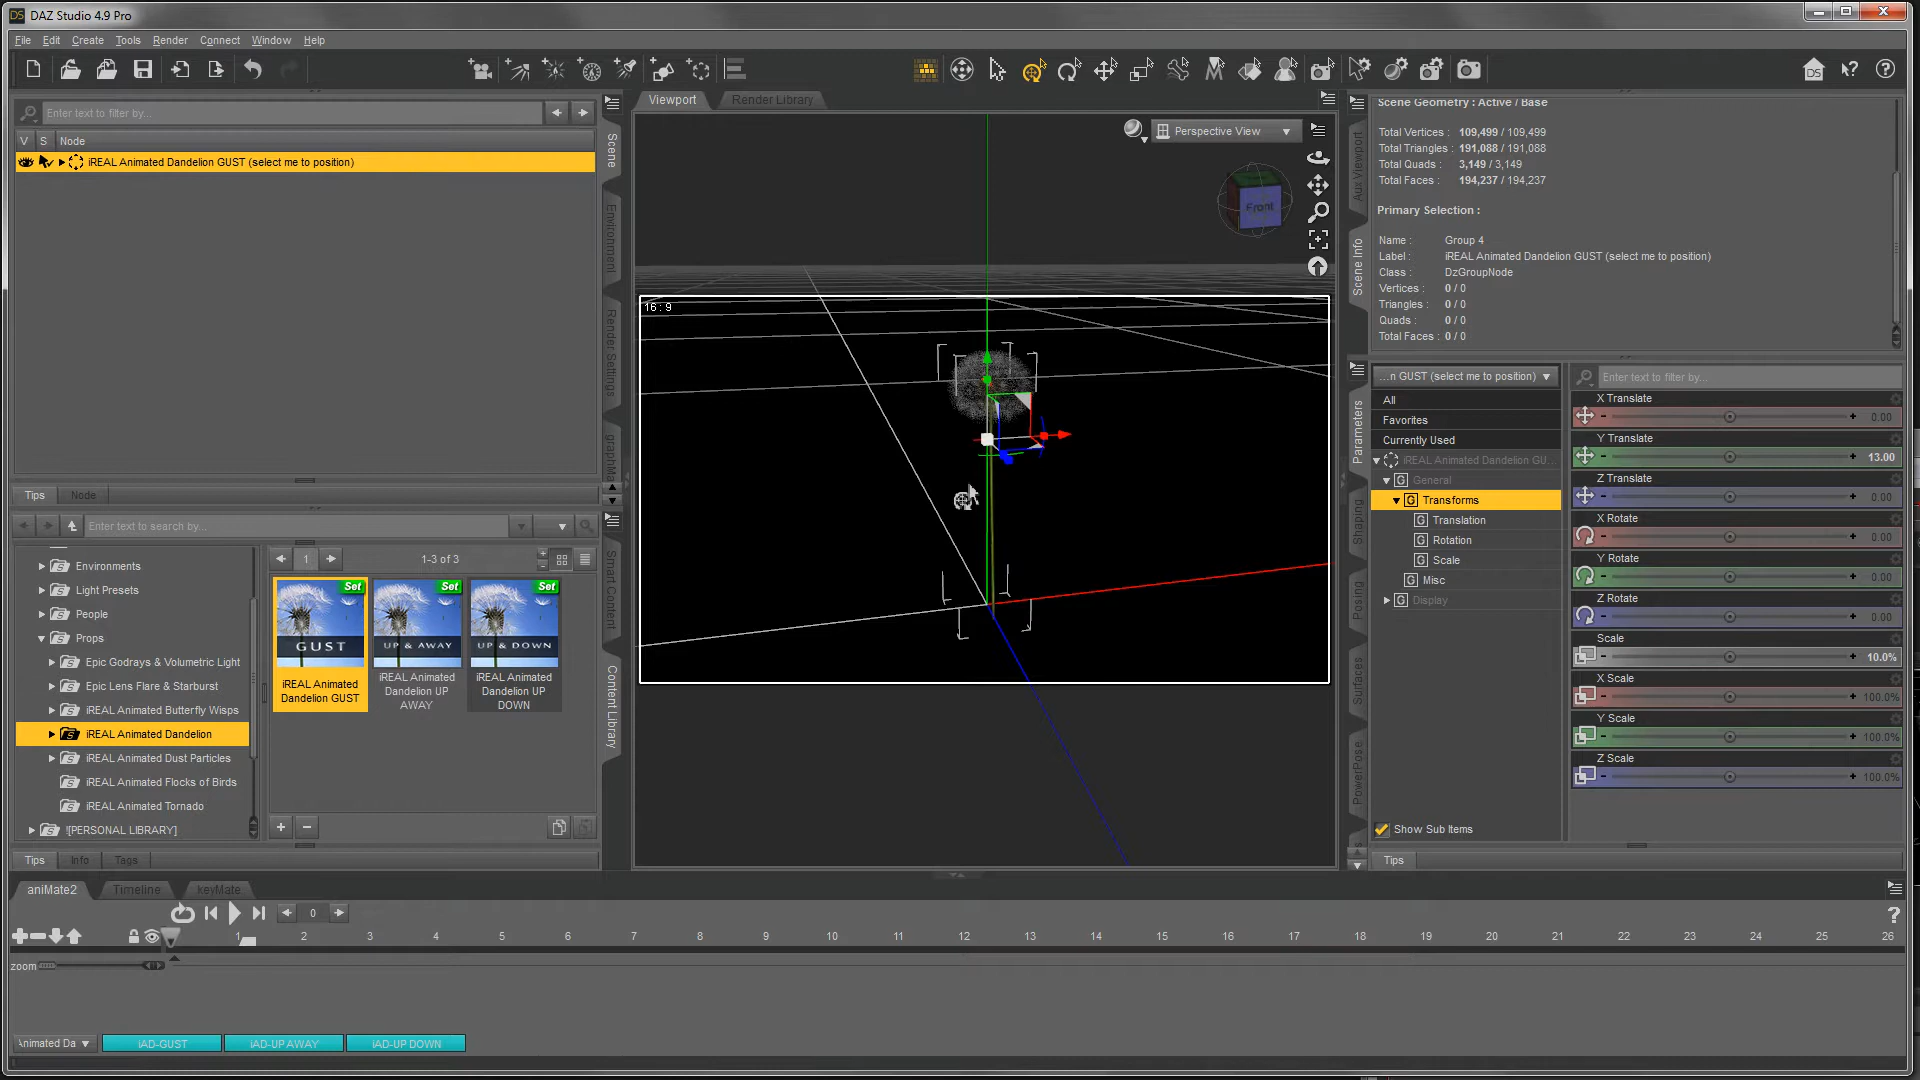 DAZ Studio 4.9 Pro
File Edit Create Tools Render Connect Window Help
Enter text to filter by...
V S Node
iREAL Animated Dandelion GUST (select me to position)
Scene
Environment
Render Settings
Tips Node
Enter text to search by...
Environments
Light Presets
People
Props
Epic Godrays & Volumetric Light
Epic Lens Flare & Starburst
iREAL Animated Butterfly Wisps
iREAL Animated Dandelion
iREAL Animated Dust Particles
iREAL Animated Flocks of Birds
iREAL Animated Tornado
![PERSONAL LIBRARY]
1
1-3 of 3
Set
GUST
iREAL Animated
Dandelion GUST
Set
UP & AWAY
iREAL Animated
Dandelion UP
AWAY
Set
UP & DOWN
iREAL Animated
Dandelion UP
DOWN
Smart Content
Content Library
Tips Info Tags
Viewport Render Library
Perspective View
Front
16 : 9
Aux Viewport
Scene Info
Scene Geometry : Active / Base
Total Vertices : 109,499 / 109,499
Total Triangles : 191,088 / 191,088
Total Quads : 3,149 / 3,149
Total Faces : 194,237 / 194,237
Primary Selection :
Name : Group 4
Label : iREAL Animated Dandelion GUST (select me to position)
Class : DzGroupNode
Vertices : 0 / 0
Triangles : 0 / 0
Quads : 0 / 0
Total Faces : 0 / 0
Parameters
Shaping
Posing
Surfaces
PowerPose
...n GUST (select me to position)
Enter text to filter by...
All
Favorites
Currently Used
iREAL Animated Dandelion GU...
General
Transforms
Translation
Rotation
Scale
Misc
Display
Show Sub Items
X Translate
0.00
Y Translate
13.00
Z Translate
0.00
X Rotate
0.00
Y Rotate
0.00
Z Rotate
0.00
Scale
10.0%
X Scale
100.0%
Y Scale
100.0%
Z Scale
100.0%
Tips
aniMate2 Timeline keyMate
0
1 2 3 4 5 6 7 8 9 10 11 12 13 14 15 16 17 18 19 20 21 22 23 24 25 26
zoom
iAD-GUST iAD-UP AWAY iAD-UP DOWN